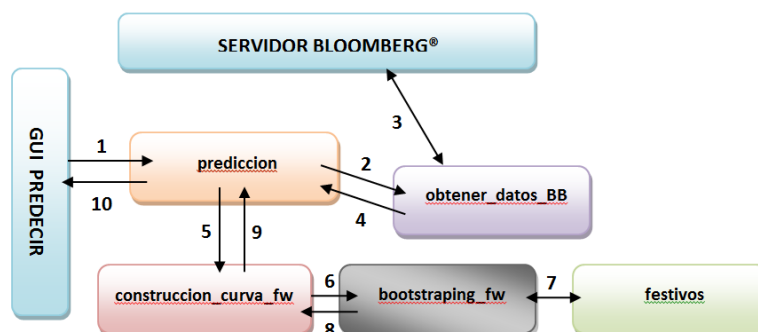 SERVIDOR BLOOMBERG®
GUI PREDECIR
1
10
prediccion
2
3
4
obtener_datos_BB
5
9
construccion_curva_fw
6
8
bootstraping_fw
7
festivos